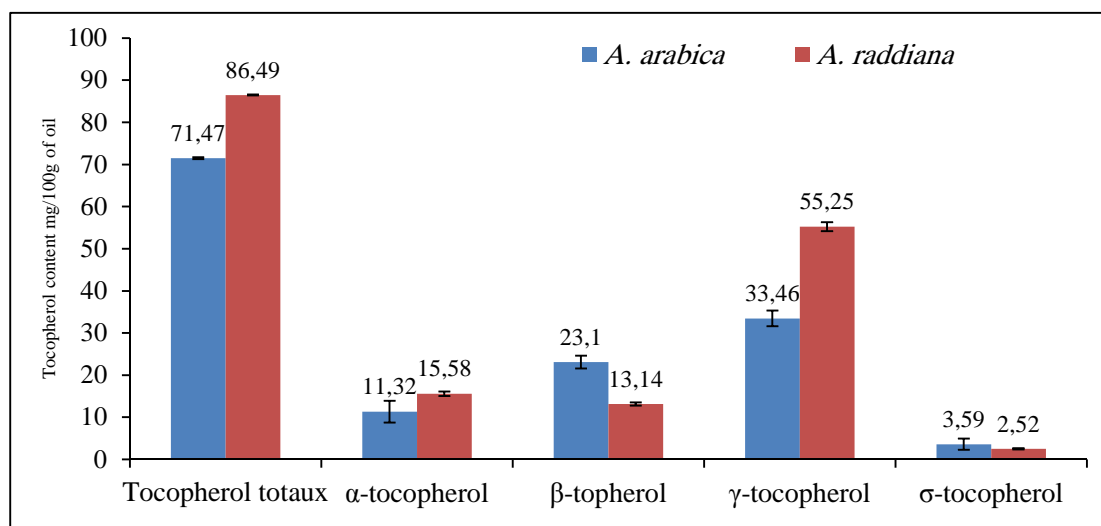 Tocopherol content mg/100g of oil
100
90
80
70
60
50
40
30
20
10
0
A. arabica
A. raddiana
71,47
86,49
11,32
15,58
23,1
13,14
33,46
55,25
3,59
2,52
Tocopherol totaux
α-tocopherol
β-topherol
γ-tocopherol
σ-tocopherol